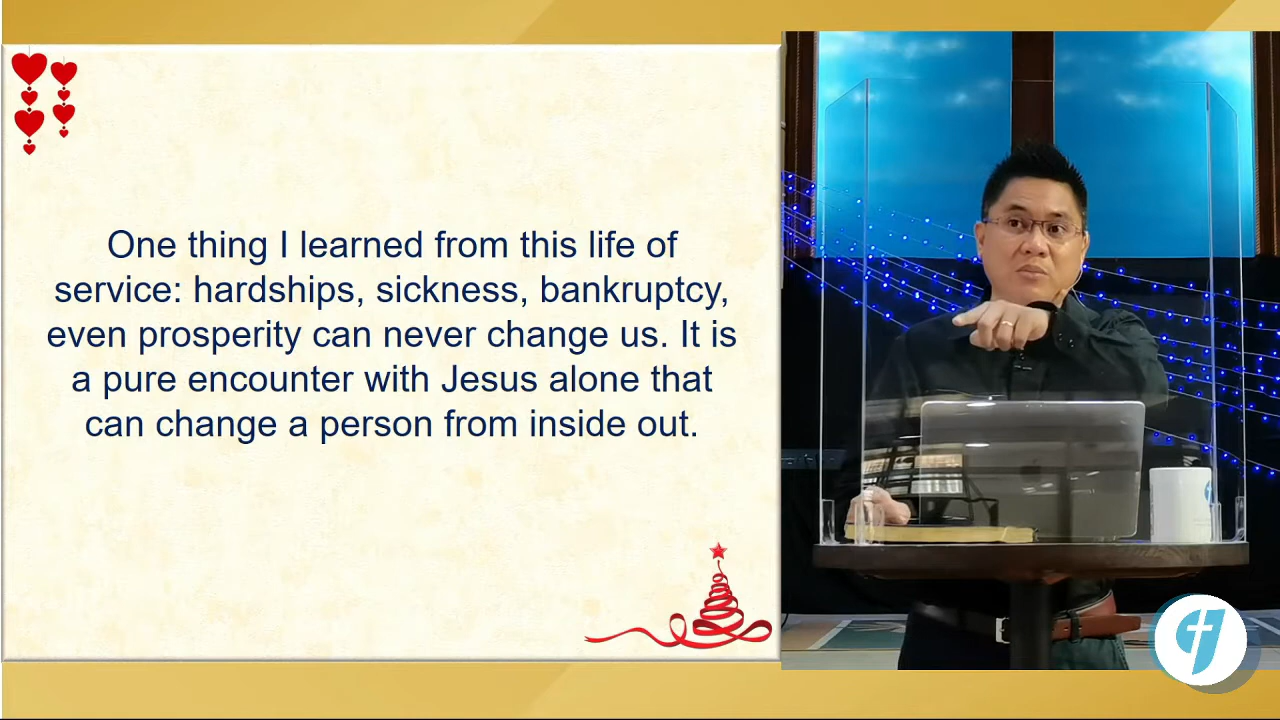 One thing I learned from this life of
service: hardships, sickness, bankruptcy,
even prosperity can never change us. It is
a pure encounter with Jesus alone that
can change a person from inside out.